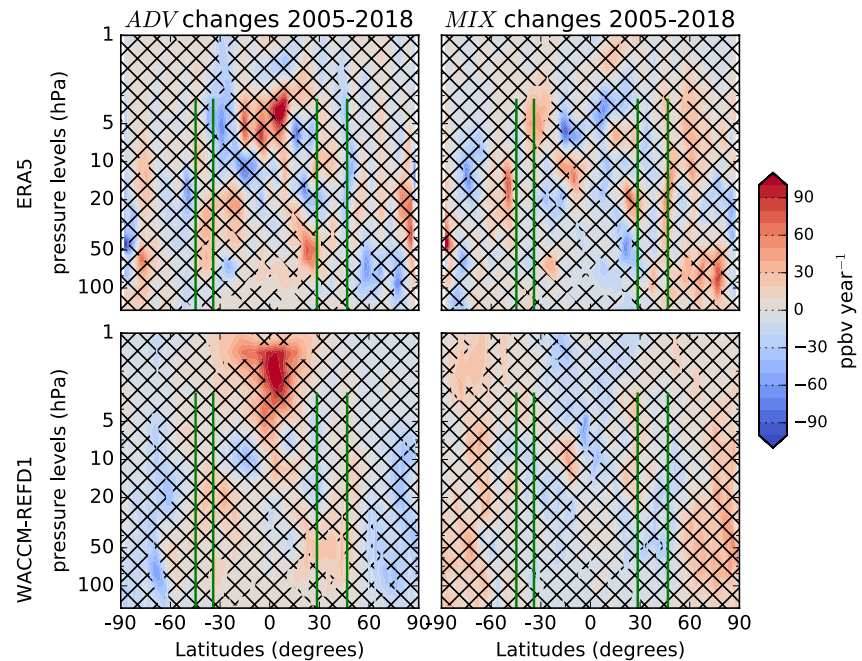 ADV changes 2005-2018
MIX changes 2005-2018
ERA5
pressure levels (hPa)
1
5
10
20
50
100
WACCM-REFD1
pressure levels (hPa)
1
5
10
20
50
100
-90 -60 -30 0 30 60 90
Latitudes (degrees)
-90 -60 -30 0 30 60 90
Latitudes (degrees)
90
60
30
0
−30
−60
−90
ppbv year⁻¹